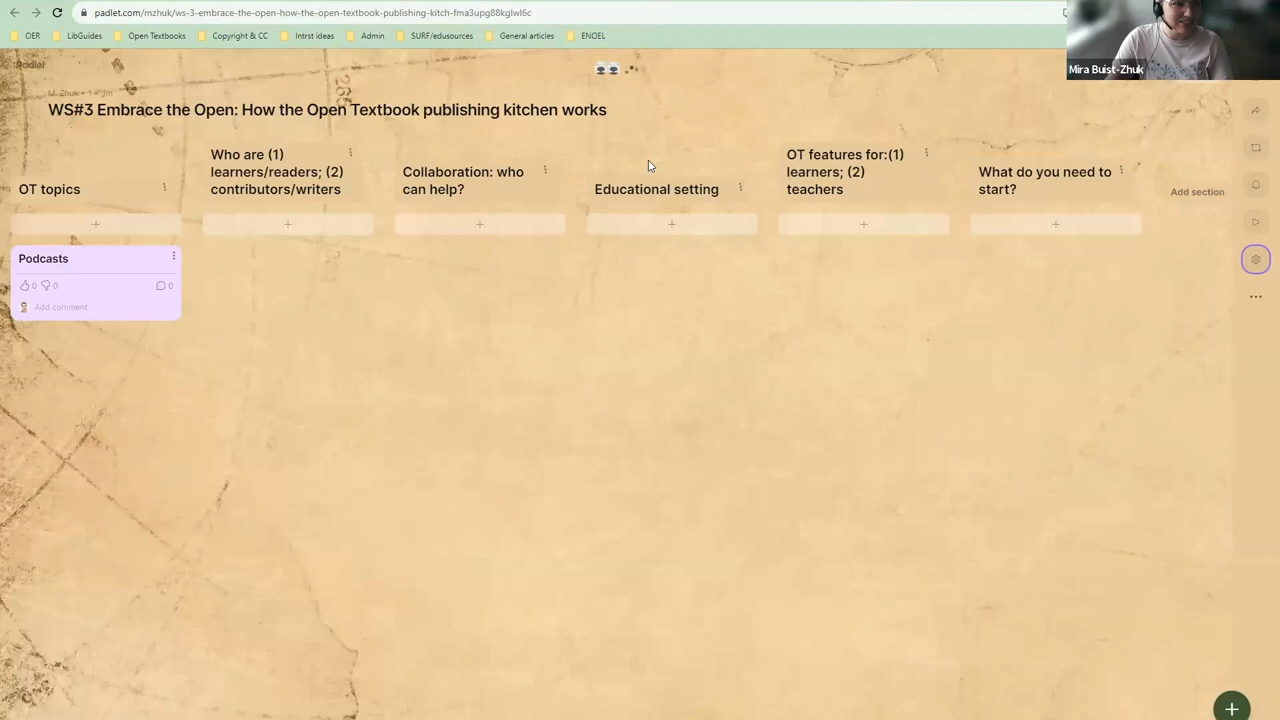 padlet.com/mzhuk/ws-3-embrace-the-open-how-the-open-textbook-publishing-kitch-fma3upg88kglwl6c
OER LibGuides Open Textbooks Copyright & CC Intrst ideas Admin SURF/edusources General articles ENOEL
Mira Buist-Zhuk
Padlet
M. Zhuk • 1 • 3m
WS#3 Embrace the Open: How the Open Textbook publishing kitchen works
OT topics
Who are (1)
learners/readers; (2)
contributors/writers
Collaboration: who
can help?
Educational setting
OT features for:(1)
learners; (2)
teachers
What do you need to
start?
Add section
Podcasts
0 0 0
Add comment